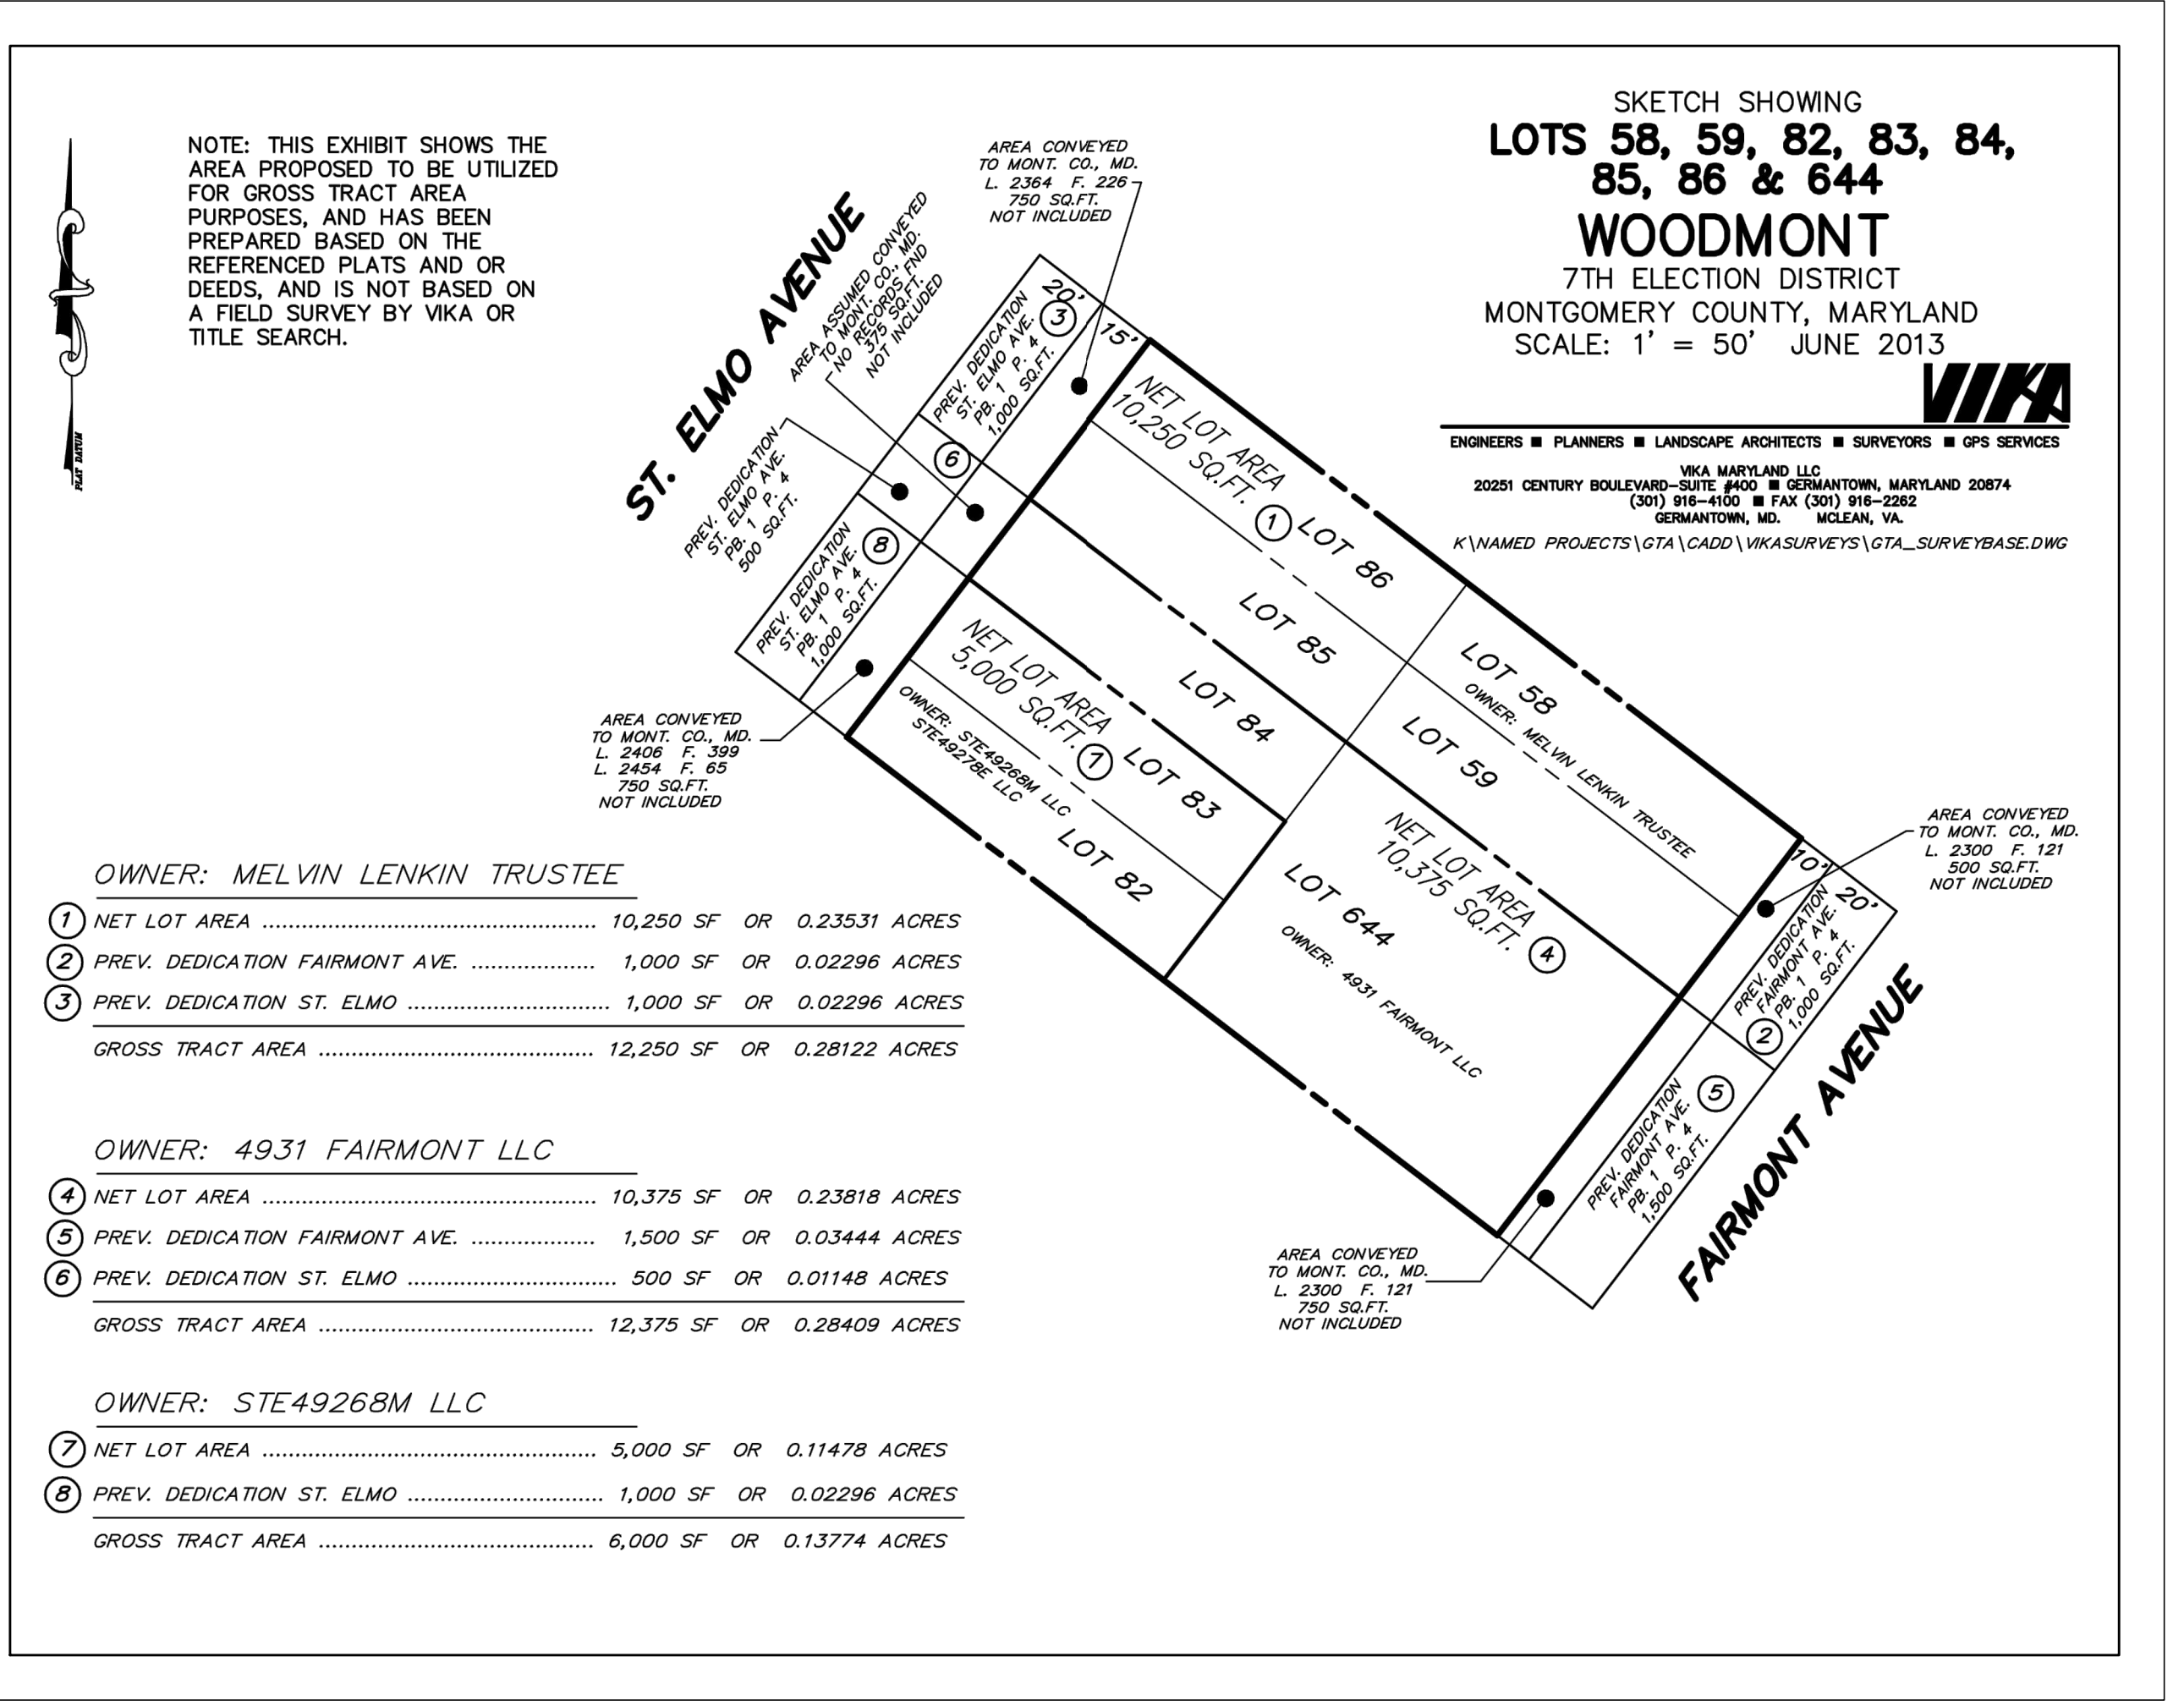 SKETCH SHOWING
LOTS 58, 59, 82, 83, 84,
85, 86 & 644
WOODMONT
7TH ELECTION DISTRICT
MONTGOMERY COUNTY, MARYLAND
SCALE: 1' = 50' JUNE 2013
VIKA
ENGINEERS ■ PLANNERS ■ LANDSCAPE ARCHITECTS ■ SURVEYORS ■ GPS SERVICES
VIKA MARYLAND LLC
20251 CENTURY BOULEVARD-SUITE #400 ■ GERMANTOWN, MARYLAND 20874
(301) 916-4100 ■ FAX (301) 916-2262
GERMANTOWN, MD. MCLEAN, VA.
K\NAMED PROJECTS\GTA\CADD\VIKASURVEYS\GTA_SURVEYBASE.DWG
NOTE: THIS EXHIBIT SHOWS THE
AREA PROPOSED TO BE UTILIZED
FOR GROSS TRACT AREA
PURPOSES, AND HAS BEEN
PREPARED BASED ON THE
REFERENCED PLATS AND OR
DEEDS, AND IS NOT BASED ON
A FIELD SURVEY BY VIKA OR
TITLE SEARCH.
PLAT DATUM
AREA CONVEYED
TO MONT. CO., MD.
L. 2364 F. 226
750 SQ.FT.
NOT INCLUDED
ST. ELMO AVENUE
AREA ASSUMED CONVEYED
TO MONT. CO., MD.
NO RECORDS FND
375 SQ.FT.
NOT INCLUDED
20'
15'
PREV. DEDICATION
ST. ELMO AVE.
PB. 1 P. 4
1,000 SQ.FT.
3
6
PREV. DEDICATION
ST. ELMO AVE.
PB. 1 P. 4
500 SQ.FT.
PREV. DEDICATION
ST. ELMO AVE.
PB. 1 P. 4
1,000 SQ.FT.
8
NET LOT AREA
10,250 SQ.FT.
1
LOT 86
LOT 85
LOT 84
NET LOT AREA
5,000 SQ.FT.
7
LOT 83
OWNER: STE49268M LLC
STE49278E LLC
LOT 82
LOT 58
OWNER: MELVIN LENKIN TRUSTEE
LOT 59
NET LOT AREA
10,375 SQ.FT.
4
LOT 644
OWNER: 4931 FAIRMONT LLC
AREA CONVEYED
TO MONT. CO., MD.
L. 2406 F. 399
L. 2454 F. 65
750 SQ.FT.
NOT INCLUDED
AREA CONVEYED
TO MONT. CO., MD.
L. 2300 F. 121
500 SQ.FT.
NOT INCLUDED
10'
20'
PREV. DEDICATION
FAIRMONT AVE.
PB. 1 P. 4
1,000 SQ.FT.
2
PREV. DEDICATION
FAIRMONT AVE.
PB. 1 P. 4
1,500 SQ.FT.
5
FAIRMONT AVENUE
AREA CONVEYED
TO MONT. CO., MD.
L. 2300 F. 121
750 SQ.FT.
NOT INCLUDED
OWNER: MELVIN LENKIN TRUSTEE
1 NET LOT AREA .......... 10,250 SF OR 0.23531 ACRES
2 PREV. DEDICATION FAIRMONT AVE. .......... 1,000 SF OR 0.02296 ACRES
3 PREV. DEDICATION ST. ELMO .......... 1,000 SF OR 0.02296 ACRES
GROSS TRACT AREA .......... 12,250 SF OR 0.28122 ACRES
OWNER: 4931 FAIRMONT LLC
4 NET LOT AREA .......... 10,375 SF OR 0.23818 ACRES
5 PREV. DEDICATION FAIRMONT AVE. .......... 1,500 SF OR 0.03444 ACRES
6 PREV. DEDICATION ST. ELMO .......... 500 SF OR 0.01148 ACRES
GROSS TRACT AREA .......... 12,375 SF OR 0.28409 ACRES
OWNER: STE49268M LLC
7 NET LOT AREA .......... 5,000 SF OR 0.11478 ACRES
8 PREV. DEDICATION ST. ELMO .......... 1,000 SF OR 0.02296 ACRES
GROSS TRACT AREA .......... 6,000 SF OR 0.13774 ACRES